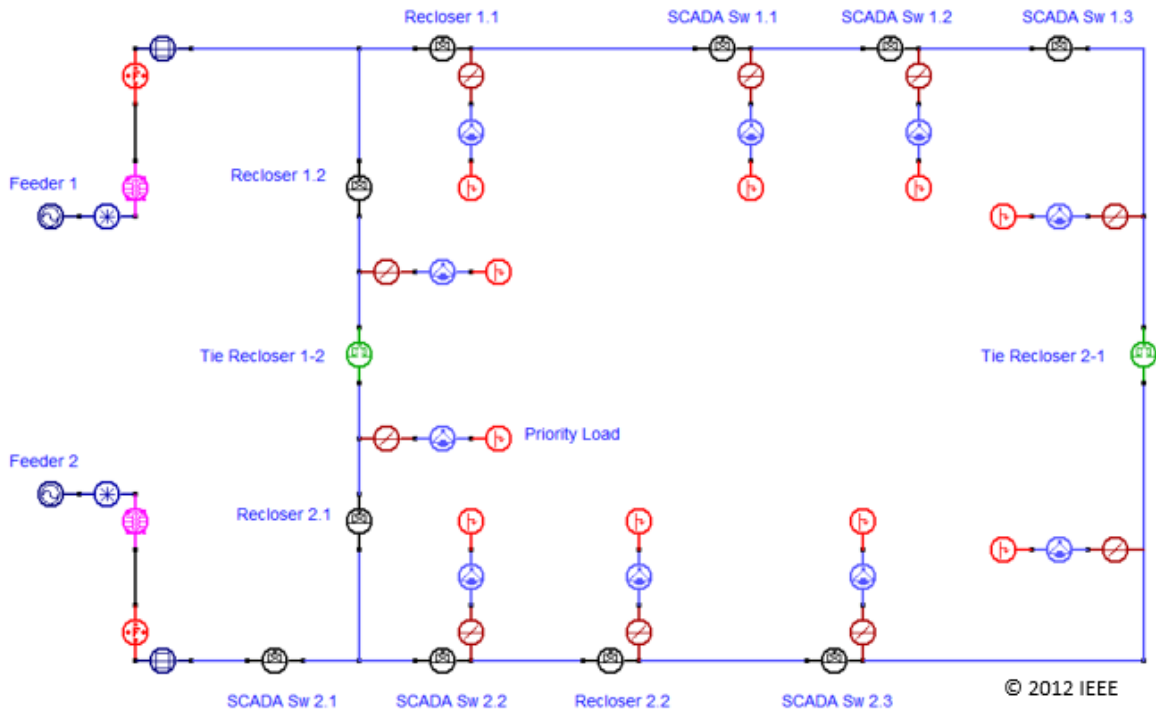 Recloser 1.1
SCADA Sw 1.1
SCADA Sw 1.2
SCADA Sw 1.3
Feeder 1
Recloser 1.2
Tie Recloser 1-2
Tie Recloser 2-1
Priority Load
Feeder 2
Recloser 2.1
SCADA Sw 2.1
SCADA Sw 2.2
Recloser 2.2
SCADA Sw 2.3
© 2012 IEEE